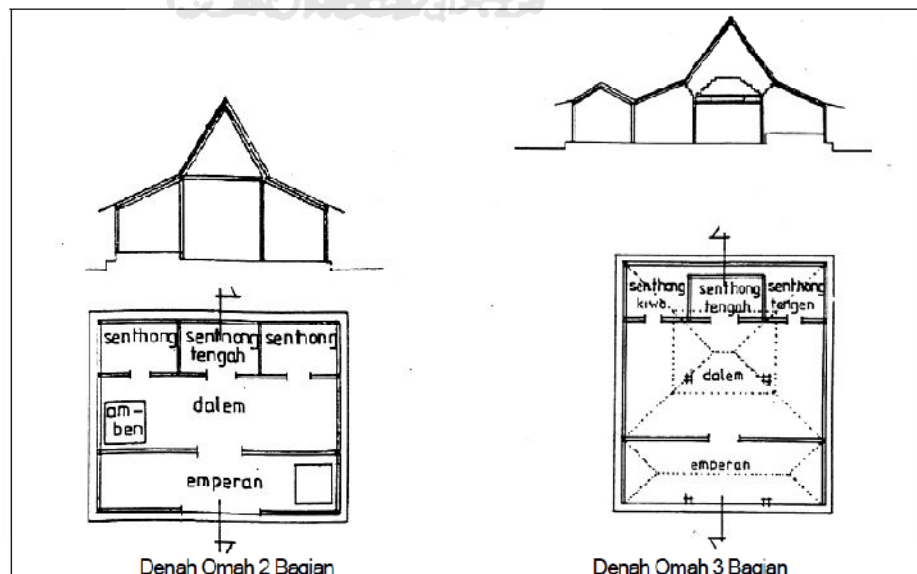 senthong
senthong
tengah
senthong
am-
ben
dalem
emperan
Denah Omah 2 Bagian
senthong
kiwa.
senthong
tengah
senthong
tengen
dalem
emperan
Denah Omah 3 Bagian